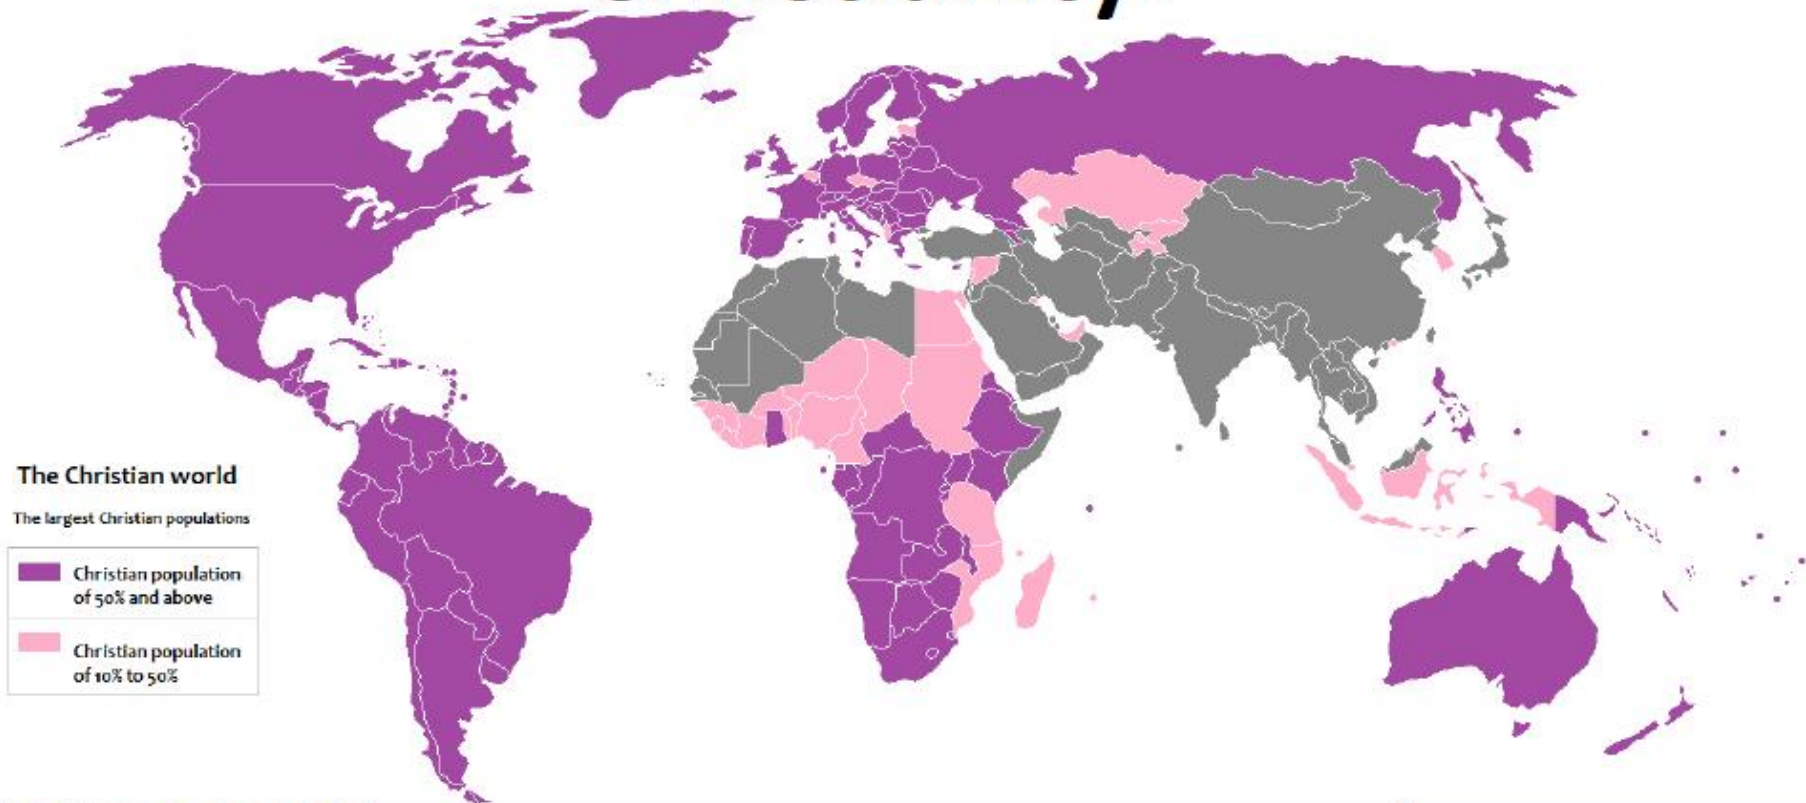 The Christian world
The largest Christian populations
Christian population
of 50% and above
Christian population
of 10% to 50%